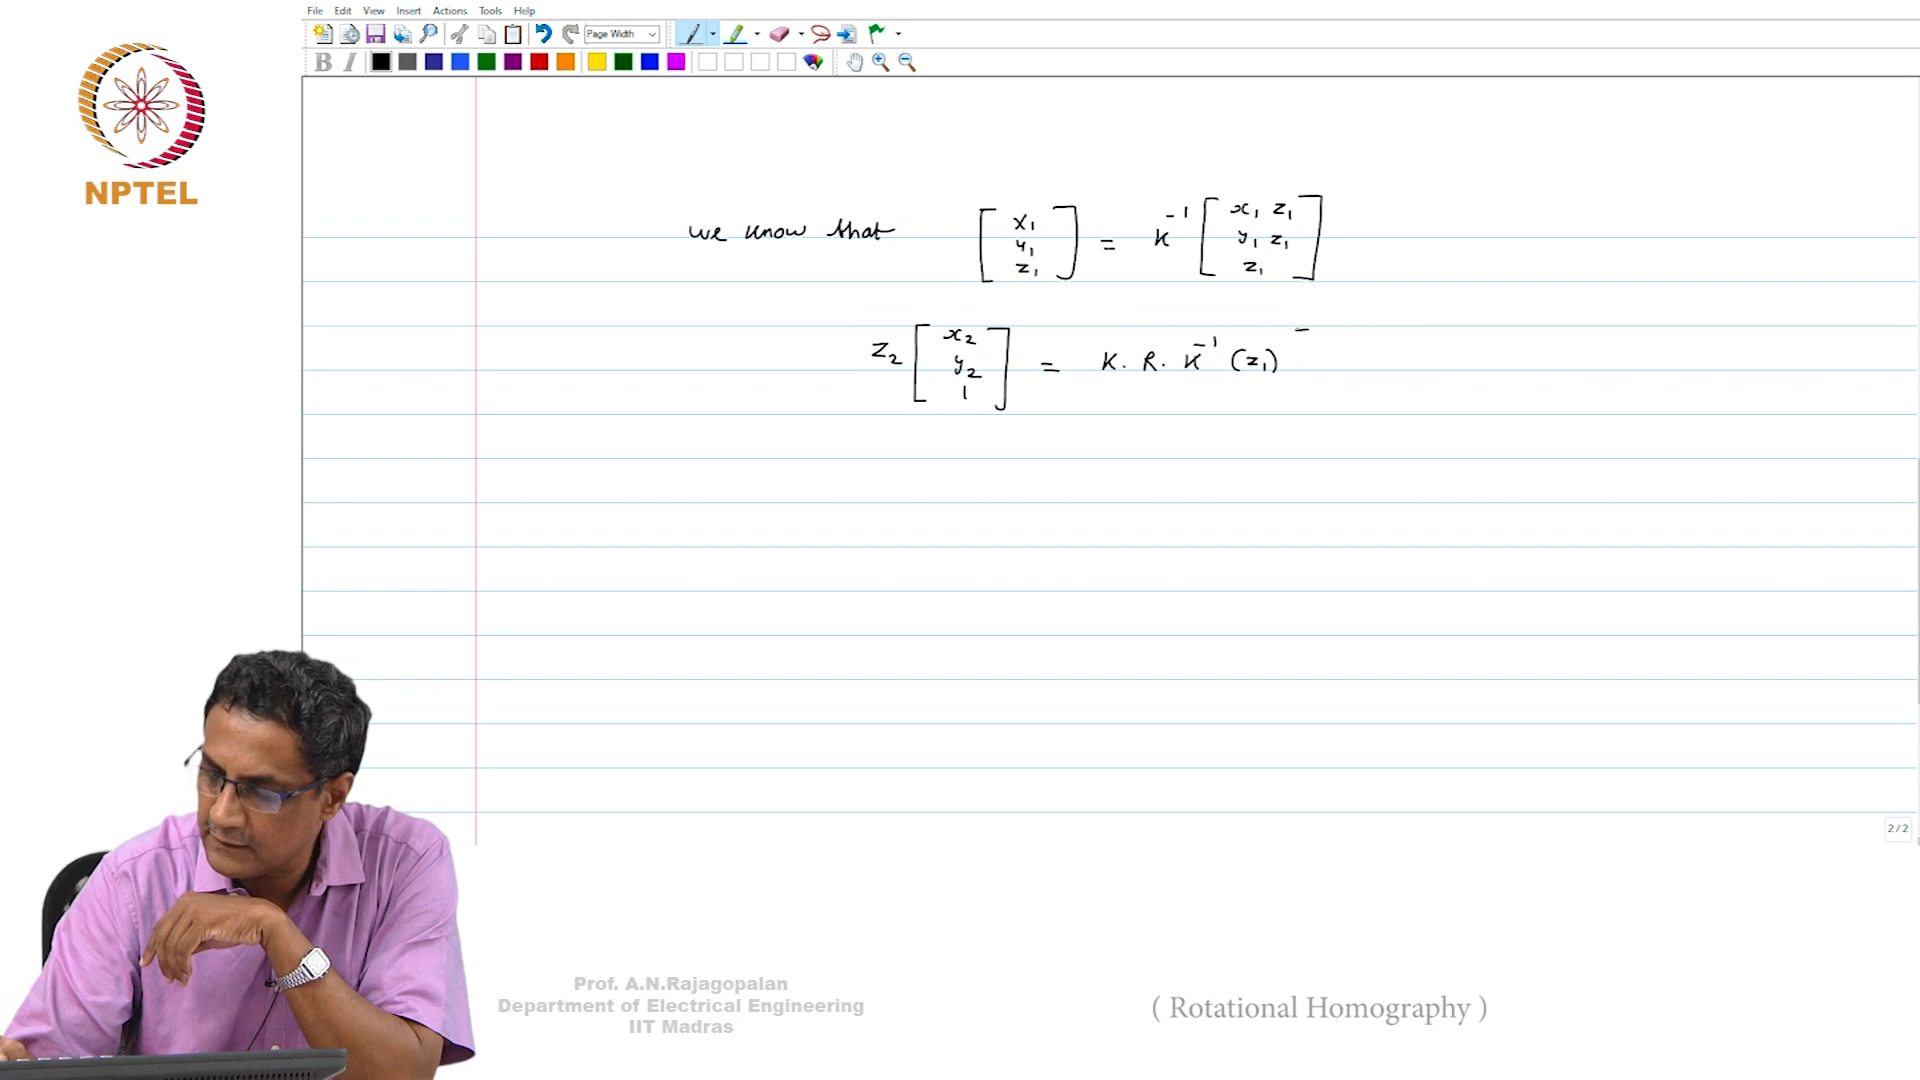 File Edit View Insert Actions Tools Help
Page Width
B I
NPTEL
we know that [ X₁ Y₁ Z₁ ] = K⁻¹ [ x₁ z₁ y₁ z₁ z₁ ]
Z₂ [ x₂ y₂ 1 ] = K. R. K⁻¹ (z₁)
2 / 2
Prof. A.N.Rajagopalan
Department of Electrical Engineering
IIT Madras
( Rotational Homography )